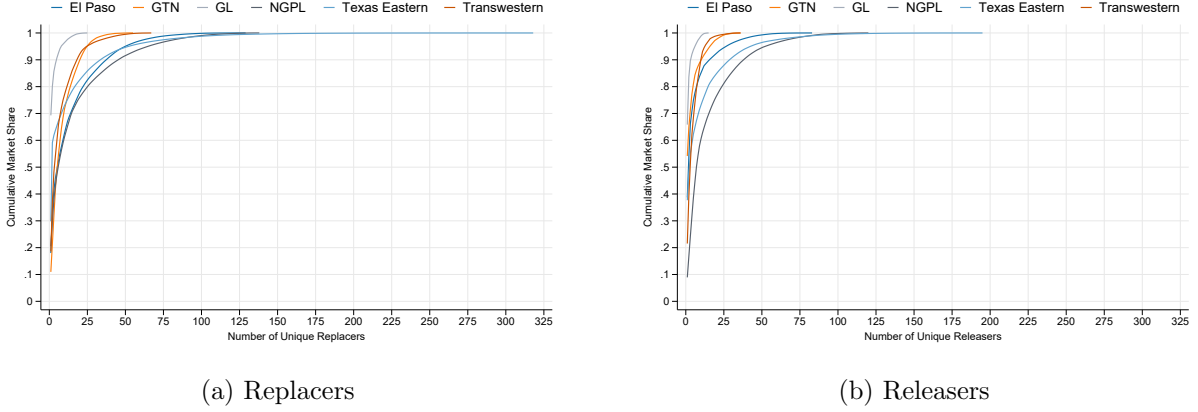 El Paso GTN GL NGPL Texas Eastern Transwestern
1
.9
.8
.7
.6
.5
.4
.3
.2
.1
0
Cumulative Market Share
0 25 50 75 100 125 150 175 200 225 250 275 300 325
Number of Unique Replacers
(a) Replacers
El Paso GTN GL NGPL Texas Eastern Transwestern
1
.9
.8
.7
.6
.5
.4
.3
.2
.1
0
Cumulative Market Share
0 25 50 75 100 125 150 175 200 225 250 275 300 325
Number of Unique Releasers
(b) Releasers